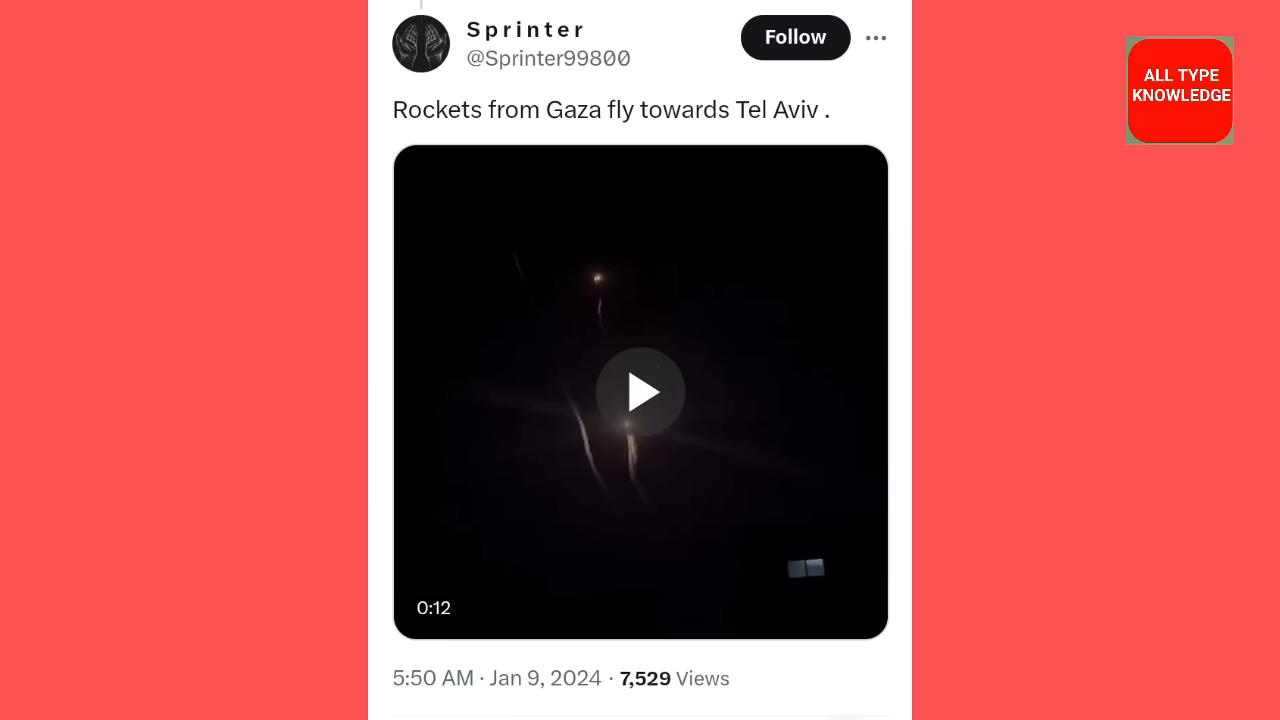 Sprinter
Follow
@Sprinter99800
ALL TYPE
KNOWLEDGE
Rockets from Gaza fly towards Tel Aviv .
0:12
5:50 AM · Jan 9, 2024 · 7,529 Views